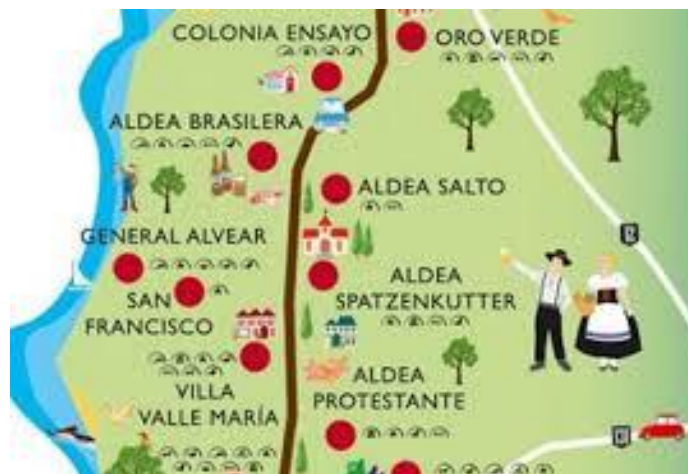 COLONIA ENSAYO
ORO VERDE
ALDEA BRASILERA
ALDEA SALTO
GENERAL ALVEAR
SAN
FRANCISCO
ALDEA
SPATZENKUTTER
VILLA
VALLE MARÍA
ALDEA
PROTESTANTE